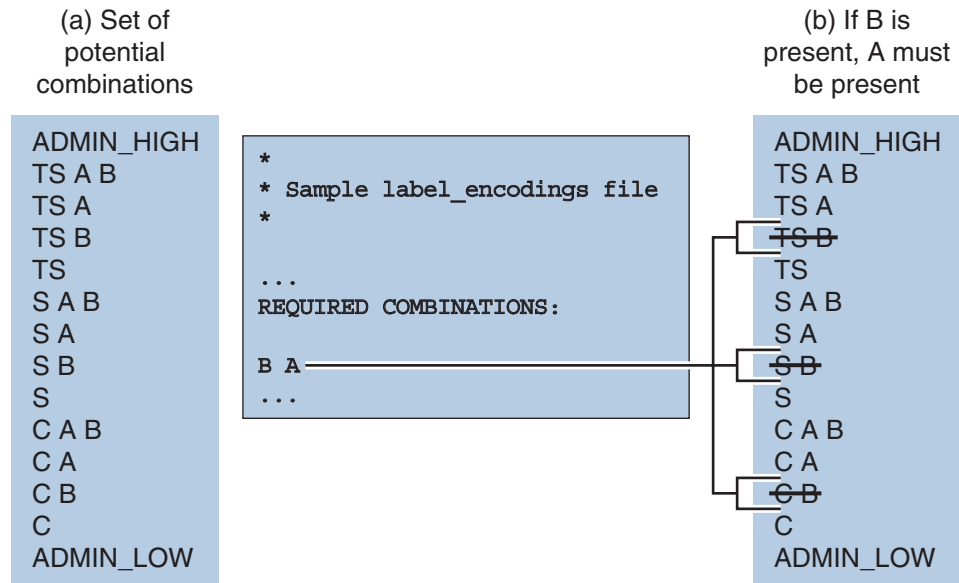 (a) Set of
potential
combinations
ADMIN_HIGH
TS A B
TS A
TS B
TS
S A B
S A
S B
S
C A B
C A
C B
C
ADMIN_LOW
*
* Sample label_encodings file
*
...
REQUIRED COMBINATIONS:
B A
...
(b) If B is
present, A must
be present
ADMIN_HIGH
TS A B
TS A
TS B
TS
S A B
S A
S B
S
C A B
C A
C B
C
ADMIN_LOW